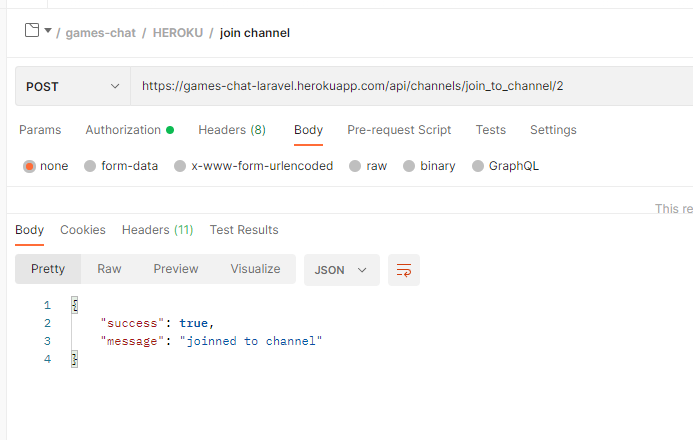 / games-chat / HEROKU / join channel
POST https://games-chat-laravel.herokuapp.com/api/channels/join_to_channel/2
Params Authorization Headers (8) Body Pre-request Script Tests Settings
none form-data x-www-form-urlencoded raw binary GraphQL
This re
Body Cookies Headers (11) Test Results
Pretty Raw Preview Visualize JSON
1 {
2 "success": true,
3 "message": "joinned to channel"
4 }